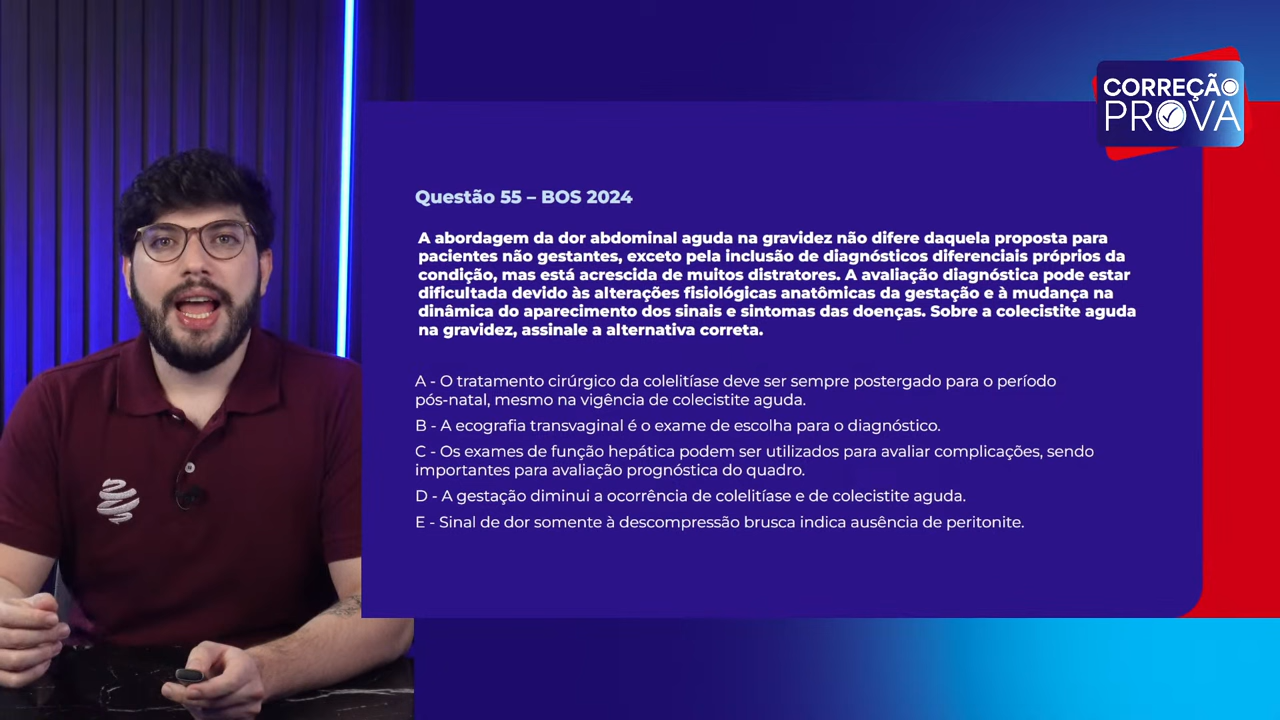 CORREÇÃO
PROVA
Questão 55 – BOS 2024
A abordagem da dor abdominal aguda na gravidez não difere daquela proposta para
pacientes não gestantes, exceto pela inclusão de diagnósticos diferenciais próprios da
condição, mas está acrescida de muitos distratores. A avaliação diagnóstica pode estar
dificultada devido às alterações fisiológicas anatômicas da gestação e à mudança na
dinâmica do aparecimento dos sinais e sintomas das doenças. Sobre a colecistite aguda
na gravidez, assinale a alternativa correta.
A - O tratamento cirúrgico da colelitíase deve ser sempre postergado para o período
pós-natal, mesmo na vigência de colecistite aguda.
B - A ecografia transvaginal é o exame de escolha para o diagnóstico.
C - Os exames de função hepática podem ser utilizados para avaliar complicações, sendo
importantes para avaliação prognóstica do quadro.
D - A gestação diminui a ocorrência de colelitíase e de colecistite aguda.
E - Sinal de dor somente à descompressão brusca indica ausência de peritonite.